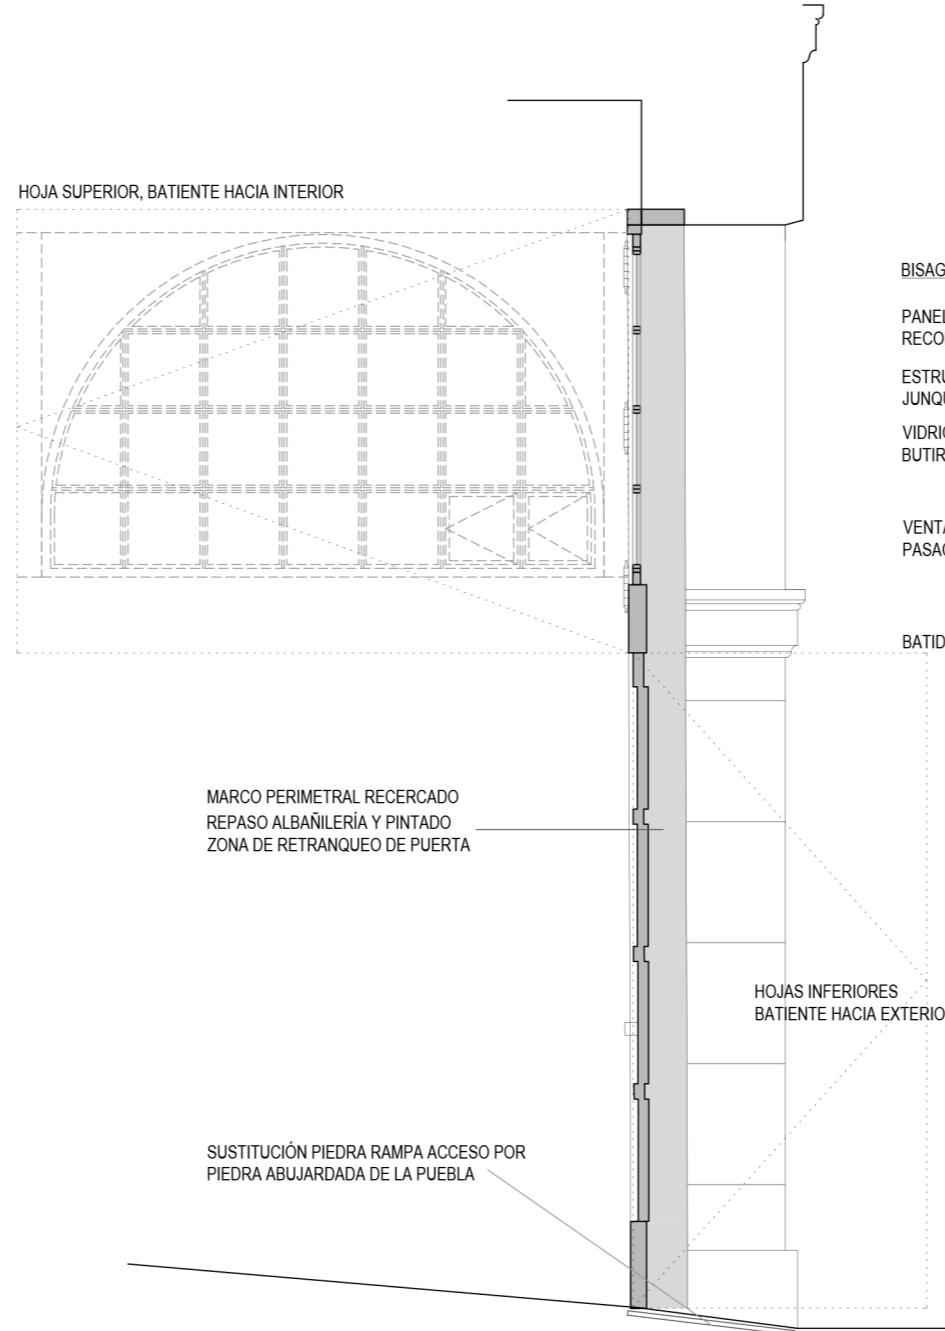 HOJA SUPERIOR, BATIENTE HACIA INTERIOR
BISAG
PANEL
RECO
ESTRU
JUNQU
VIDRIO
BUTIR
VENTA
PASAC
BATID
MARCO PERIMETRAL RECERCADO
REPASO ALBAÑILERÍA Y PINTADO
ZONA DE RETRANQUEO DE PUERTA
HOJAS INFERIORES
BATIENTE HACIA EXTERIO
SUSTITUCIÓN PIEDRA RAMPA ACCESO POR
PIEDRA ABUJARDADA DE LA PUEBLA